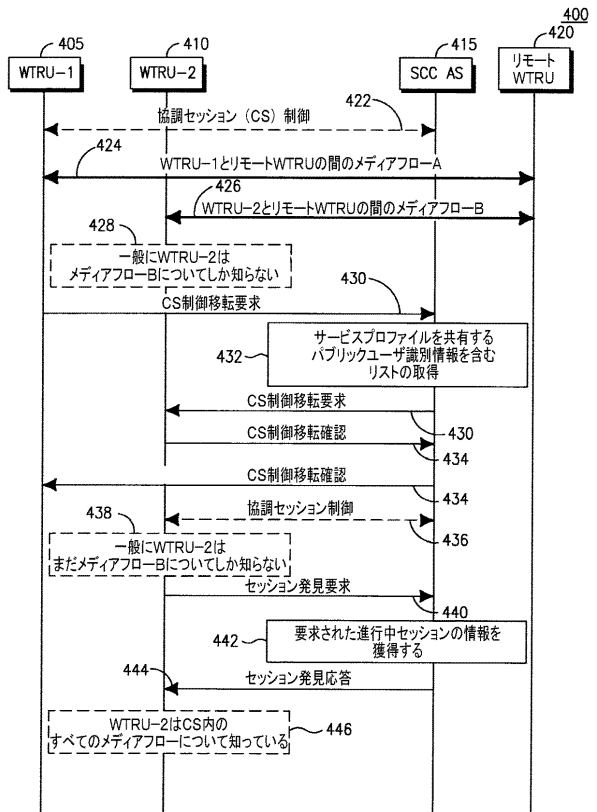 400
405
410
415
420
WTRU-1
WTRU-2
SCC AS
リモート
WTRU
422
協調セッション（CS）制御
424
WTRU-1とリモートWTRUの間のメディアフローA
426
WTRU-2とリモートWTRUの間のメディアフローB
428
一般にWTRU-2は
メディアフローBについてしか知らない
430
CS制御移転要求
432
サービスプロファイルを共有する
パブリックユーザ識別情報を含む
リストの取得
CS制御移転要求
430
CS制御移転確認
434
CS制御移転確認
434
協調セッション制御
436
438
一般にWTRU-2は
まだメディアフローBについてしか知らない
セッション発見要求
440
442
要求された進行中セッションの情報を
獲得する
444
セッション発見応答
WTRU-2はCS内の
すべてのメディアフローについて知っている
446